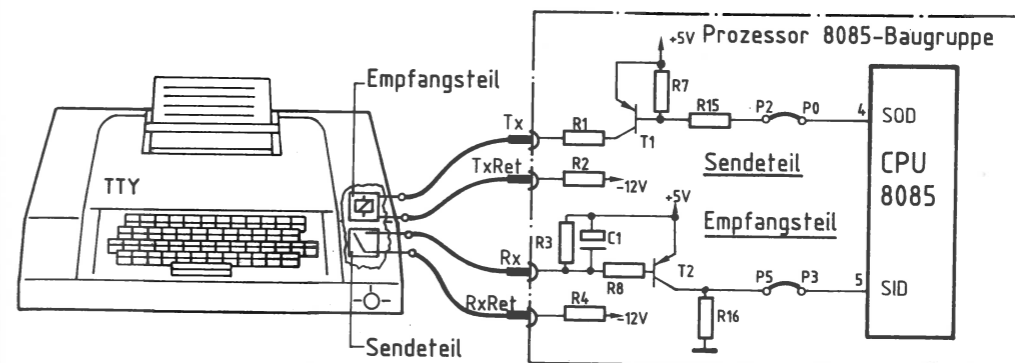 Prozessor 8085-Baugruppe
+5V
Empfangsteil
R7
Tx
R1
T1
R15
P2
P0
4
SOD
TxRet
R2
-12V
Sendeteil
CPU
8085
TTY
+5V
Empfangsteil
R3
C1
Rx
R8
T2
P5
P3
5
SID
RxRet
R4
-12V
R16
Sendeteil